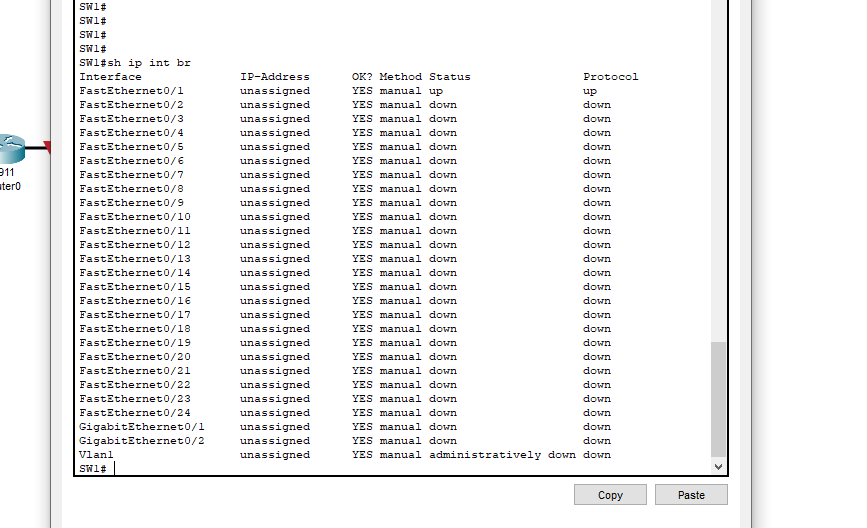 SW1#
SW1#
SW1#
SW1#
SW1#sh ip int br
Interface IP-Address OK? Method Status Protocol
FastEthernet0/1 unassigned YES manual up up
FastEthernet0/2 unassigned YES manual down down
FastEthernet0/3 unassigned YES manual down down
FastEthernet0/4 unassigned YES manual down down
FastEthernet0/5 unassigned YES manual down down
FastEthernet0/6 unassigned YES manual down down
FastEthernet0/7 unassigned YES manual down down
FastEthernet0/8 unassigned YES manual down down
FastEthernet0/9 unassigned YES manual down down
FastEthernet0/10 unassigned YES manual down down
FastEthernet0/11 unassigned YES manual down down
FastEthernet0/12 unassigned YES manual down down
FastEthernet0/13 unassigned YES manual down down
FastEthernet0/14 unassigned YES manual down down
FastEthernet0/15 unassigned YES manual down down
FastEthernet0/16 unassigned YES manual down down
FastEthernet0/17 unassigned YES manual down down
FastEthernet0/18 unassigned YES manual down down
FastEthernet0/19 unassigned YES manual down down
FastEthernet0/20 unassigned YES manual down down
FastEthernet0/21 unassigned YES manual down down
FastEthernet0/22 unassigned YES manual down down
FastEthernet0/23 unassigned YES manual down down
FastEthernet0/24 unassigned YES manual down down
GigabitEthernet0/1 unassigned YES manual down down
GigabitEthernet0/2 unassigned YES manual down down
Vlan1 unassigned YES manual administratively down down
SW1#
911
uter0
Copy Paste